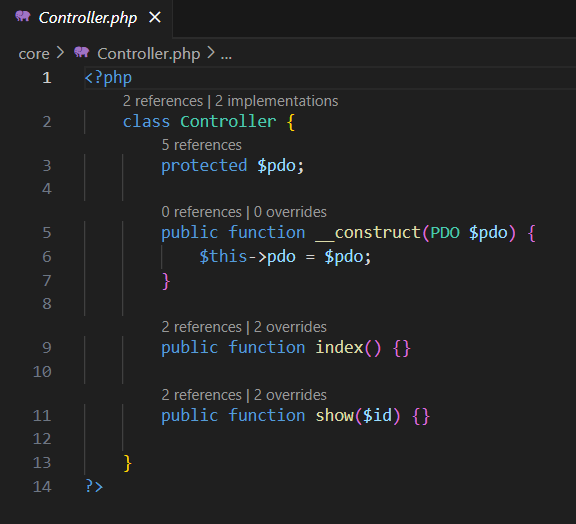 Controller.php ×
core > Controller.php > ...
1 <?php
2 references | 2 implementations
2 class Controller {
5 references
3 protected $pdo;
4
0 references | 0 overrides
5 public function __construct(PDO $pdo) {
6 $this->pdo = $pdo;
7 }
8
2 references | 2 overrides
9 public function index() {}
10
2 references | 2 overrides
11 public function show($id) {}
12
13 }
14 ?>